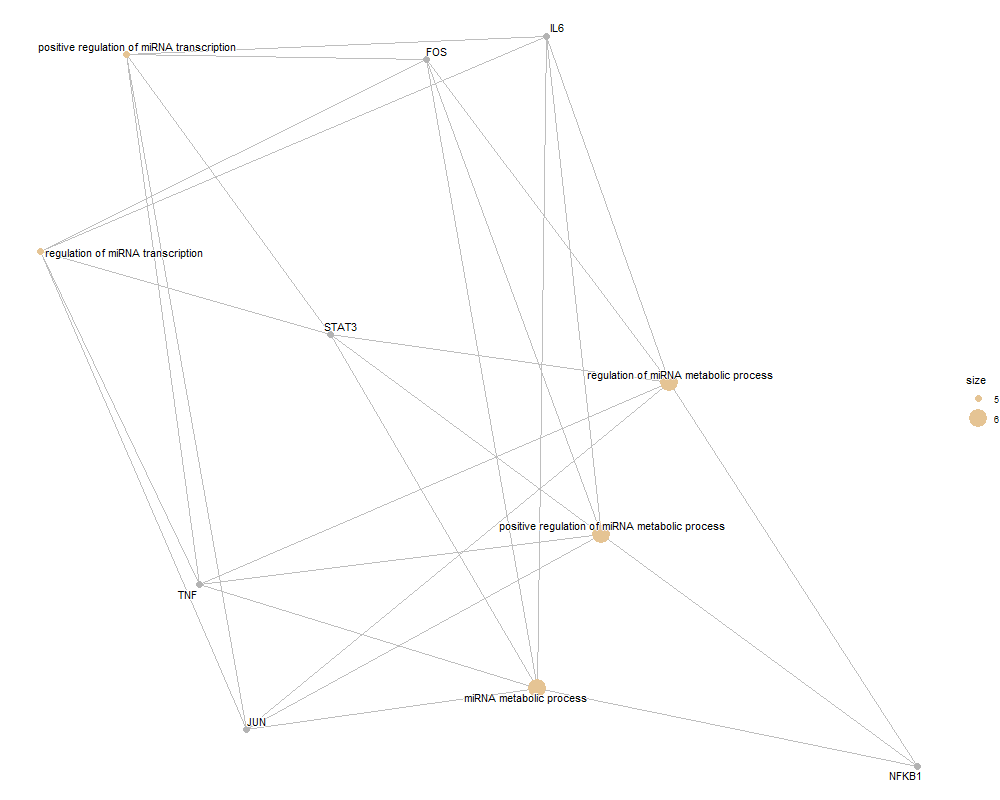 IL6
positive regulation of miRNA transcription
FOS
regulation of miRNA transcription
STAT3
regulation of miRNA metabolic process
size
5
6
positive regulation of miRNA metabolic process
TNF
miRNA metabolic process
JUN
NFKB1